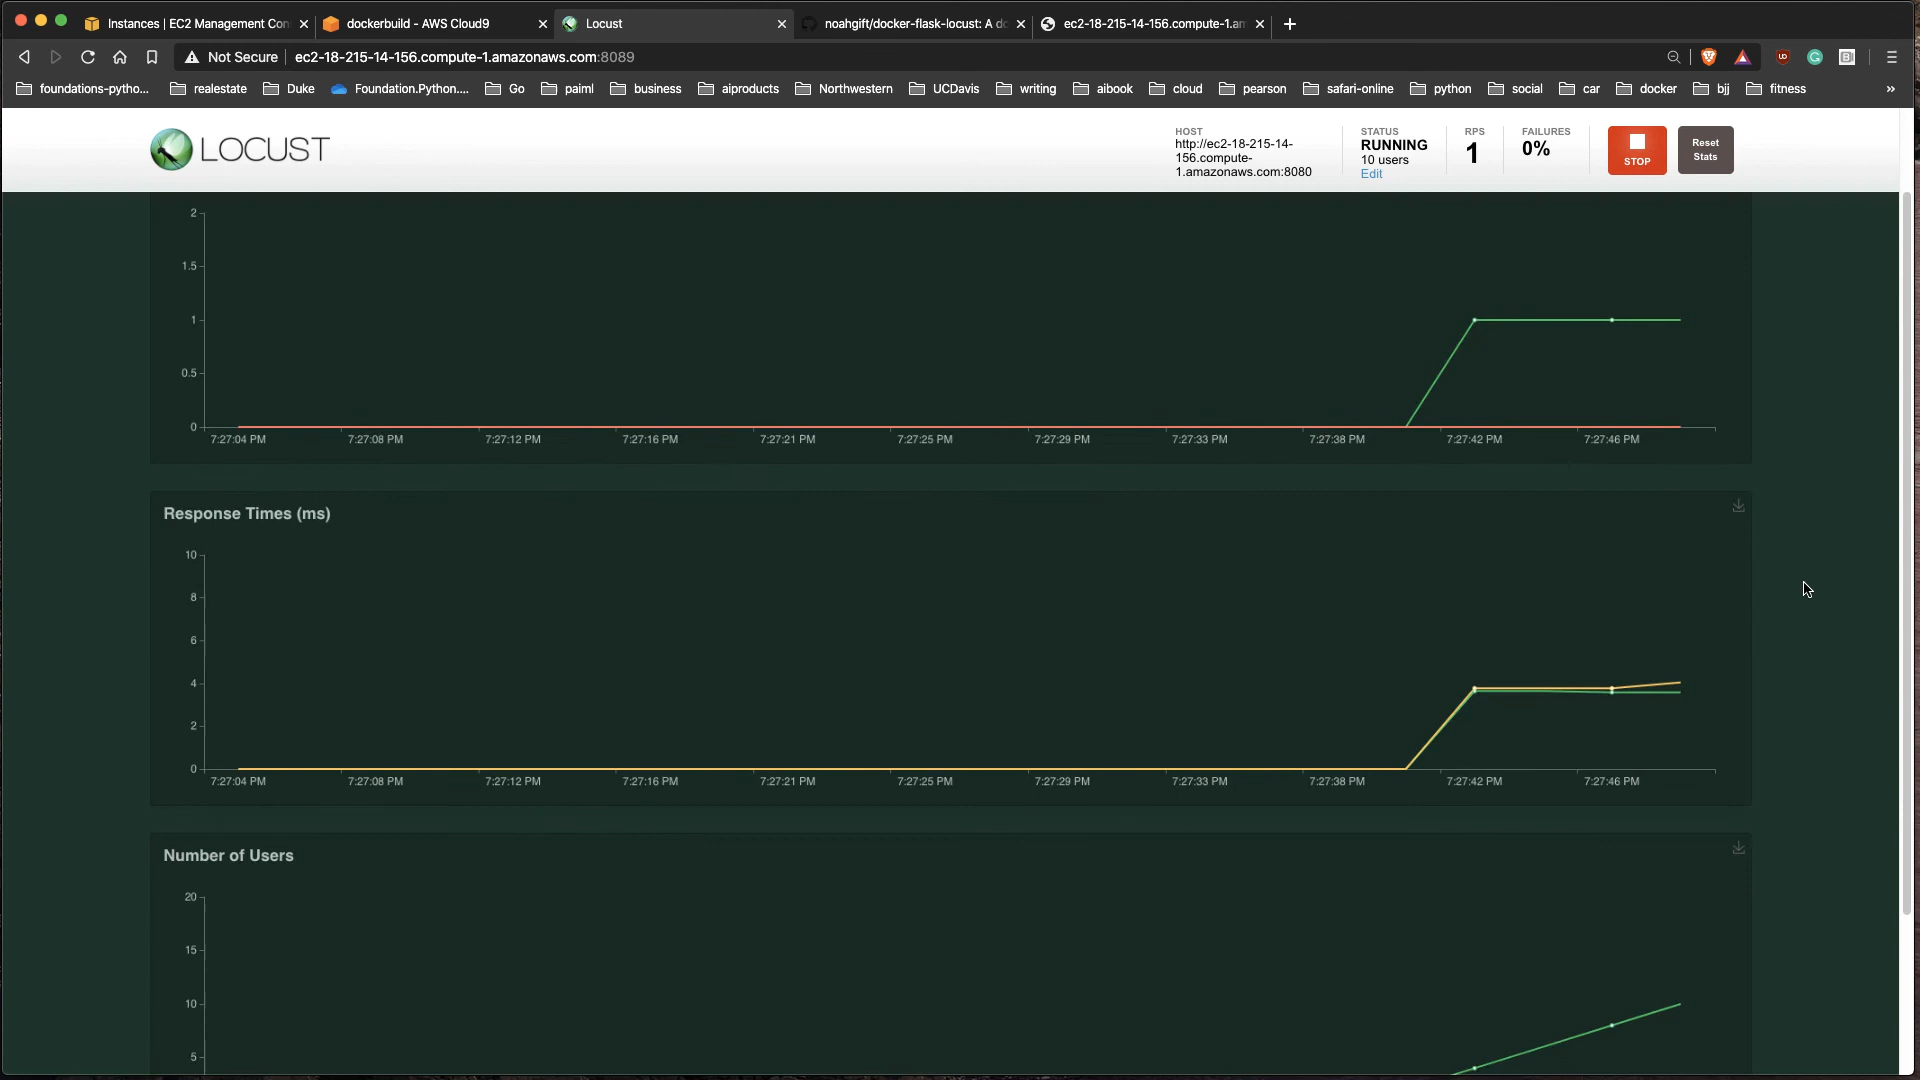 Instances | EC2 Management Con
dockerbuild - AWS Cloud9
Locust
noahgift/docker-flask-locust: A do
ec2-18-215-14-156.compute-1.am
Not Secure
ec2-18-215-14-156.compute-1.amazonaws.com:8089
foundations-pytho...
realestate
Duke
Foundation.Python....
Go
paiml
business
aiproducts
Northwestern
UCDavis
writing
aibook
cloud
pearson
safari-online
python
social
car
docker
bjj
fitness
»
LOCUST
HOST
http://ec2-18-215-14-
156.compute-
1.amazonaws.com:8080
STATUS
RUNNING
10 users
Edit
RPS
1
FAILURES
0%
STOP
Reset
Stats
2
1.5
1
0.5
0
7:27:04 PM
7:27:08 PM
7:27:12 PM
7:27:16 PM
7:27:21 PM
7:27:25 PM
7:27:29 PM
7:27:33 PM
7:27:38 PM
7:27:42 PM
7:27:46 PM
Response Times (ms)
10
8
6
4
2
0
7:27:04 PM
7:27:08 PM
7:27:12 PM
7:27:16 PM
7:27:21 PM
7:27:25 PM
7:27:29 PM
7:27:33 PM
7:27:38 PM
7:27:42 PM
7:27:46 PM
Number of Users
20
15
10
5